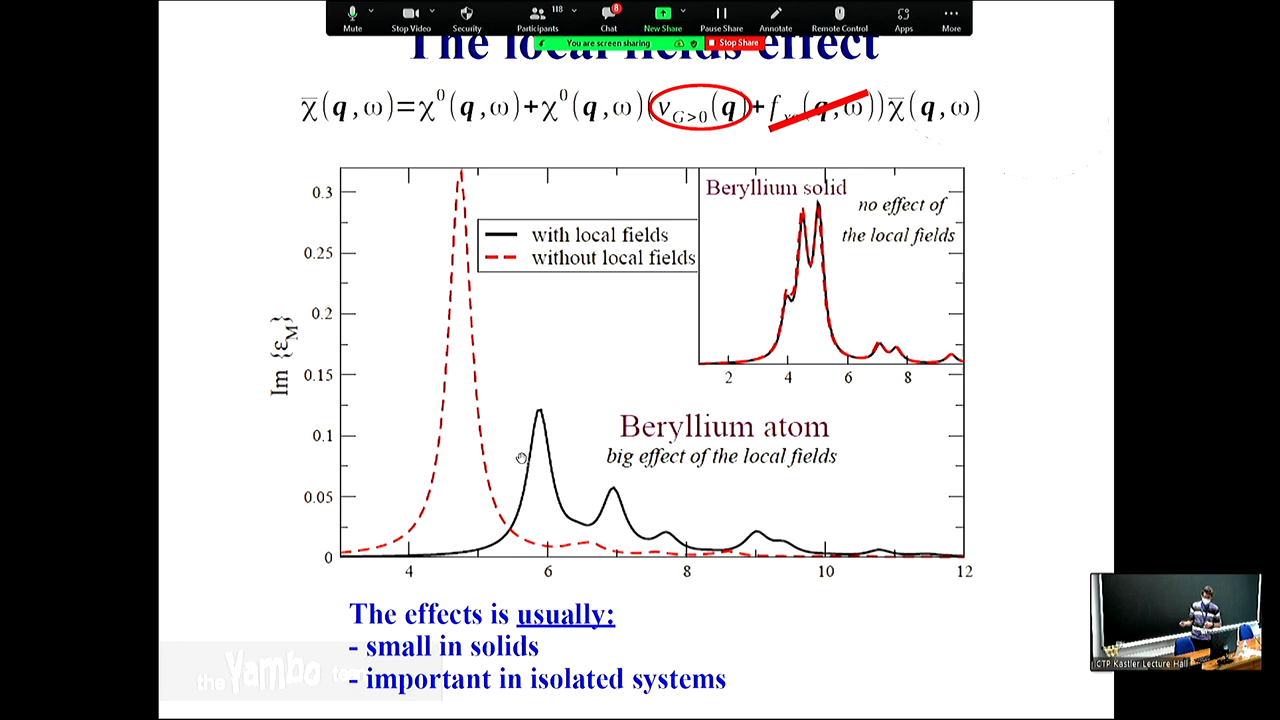 118
8
Mute
Stop Video
Security
Participants
Chat
New Share
Pause Share
Annotate
Remote Control
Apps
More
You are screen sharing
Stop Share
The local fields effect
χ̅(q,ω)=χ⁰(q,ω)+χ⁰(q,ω)(v_{G>0}(q)+f_{xc}(q,ω))χ̅(q,ω)
0.3
0.25
0.2
0.15
0.1
0.05
0
Im {ε_M}
with local fields
without local fields
Beryllium solid
no effect of
the local fields
2 4 6 8
Beryllium atom
big effect of the local fields
4 6 8 10 12
The effects is usually:
- small in solids
- important in isolated systems
the Yambo team
ICTP Kastler Lecture Hall